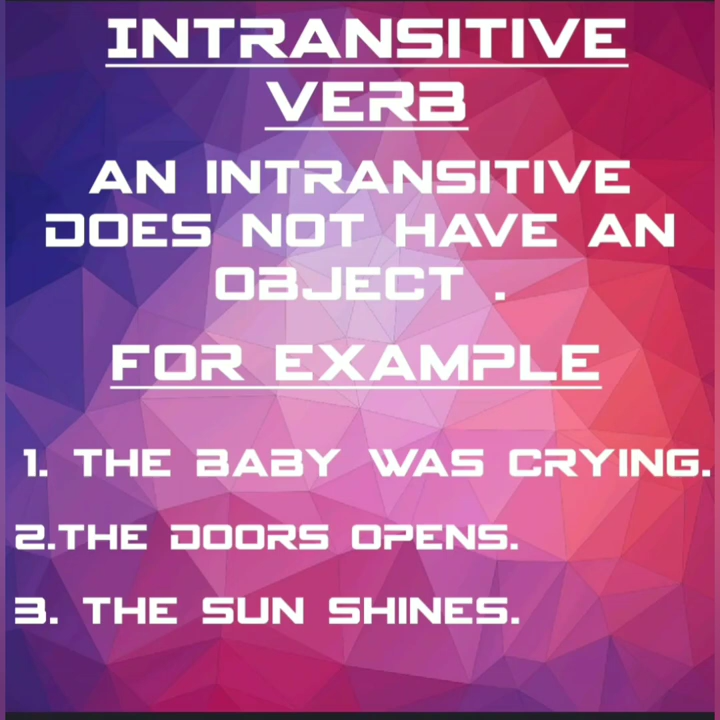 INTRANSITIVE
VERB
AN INTRANSITIVE
DOES NOT HAVE AN
OBJECT .
FOR EXAMPLE
1. THE BABY WAS CRYING.
2.THE DOORS OPENS.
3. THE SUN SHINES.